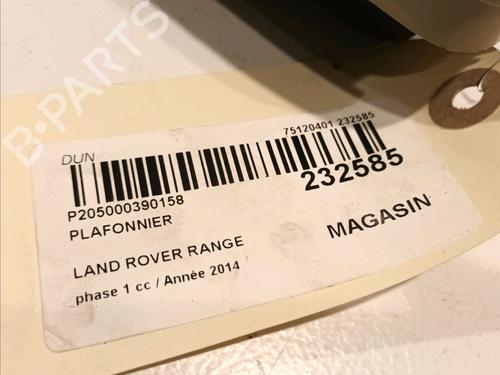 B-PARTS
DUN
75120401 232585
P205000390158
232585
PLAFONNIER
LAND ROVER RANGE
MAGASIN
phase 1 cc / Année 2014